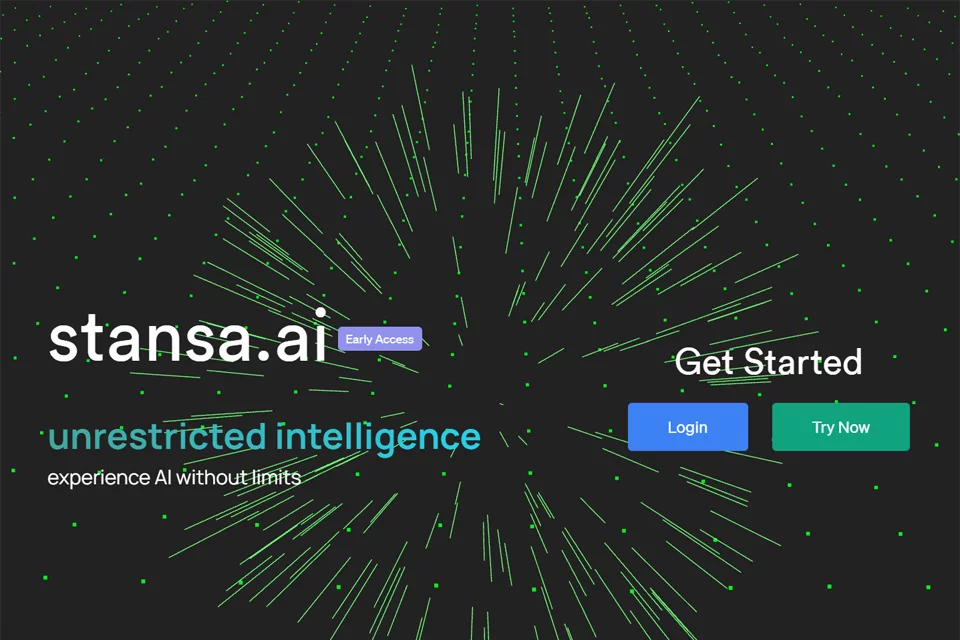 stansa.ai
Early Access
unrestricted intelligence
experience AI without limits
Get Started
Login
Try Now